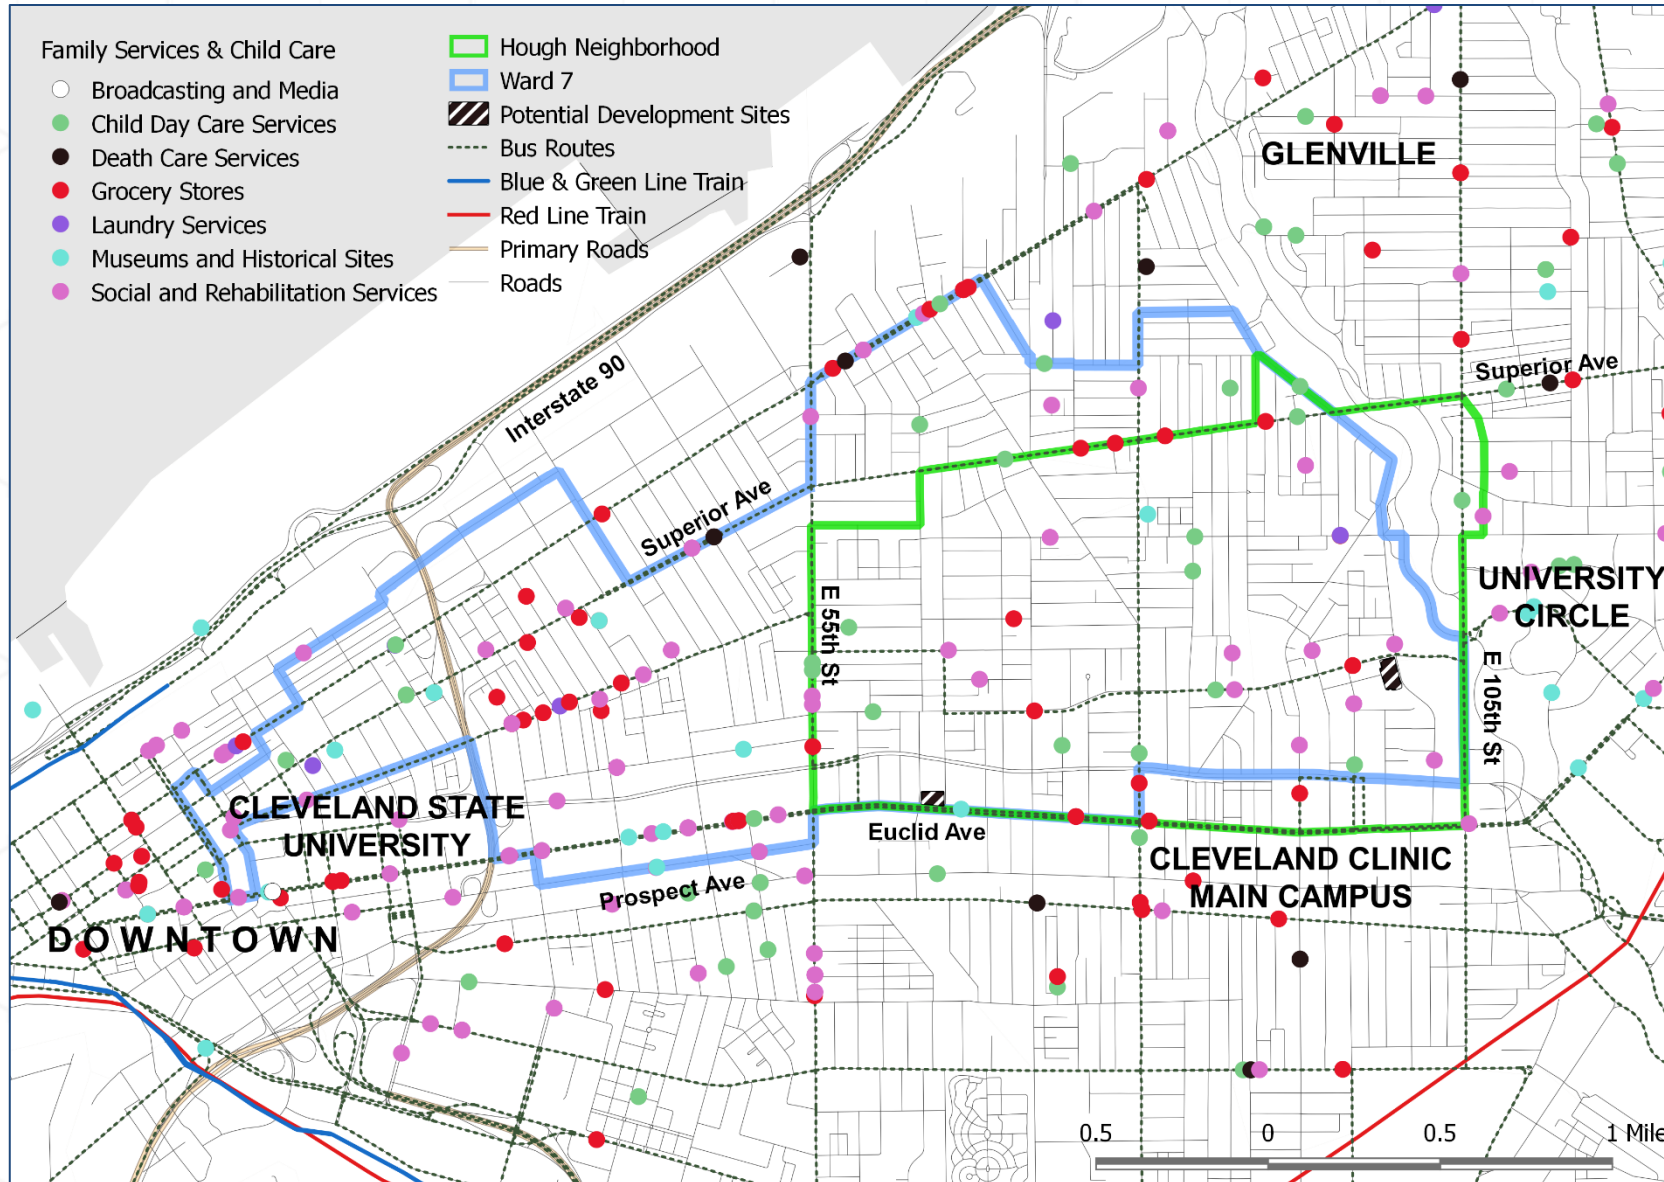 Family Services & Child Care
Broadcasting and Media
Child Day Care Services
Death Care Services
Grocery Stores
Laundry Services
Museums and Historical Sites
Social and Rehabilitation Services
Hough Neighborhood
Ward 7
Potential Development Sites
Bus Routes
Blue & Green Line Train
Red Line Train
Primary Roads
Roads
GLENVILLE
Interstate 90
Superior Ave
Superior Ave
E 55th St
UNIVERSITY
CIRCLE
E 105th St
CLEVELAND STATE
UNIVERSITY
Euclid Ave
Prospect Ave
CLEVELAND CLINIC
MAIN CAMPUS
DOWNTOWN
0.5 0 0.5 1 Mile